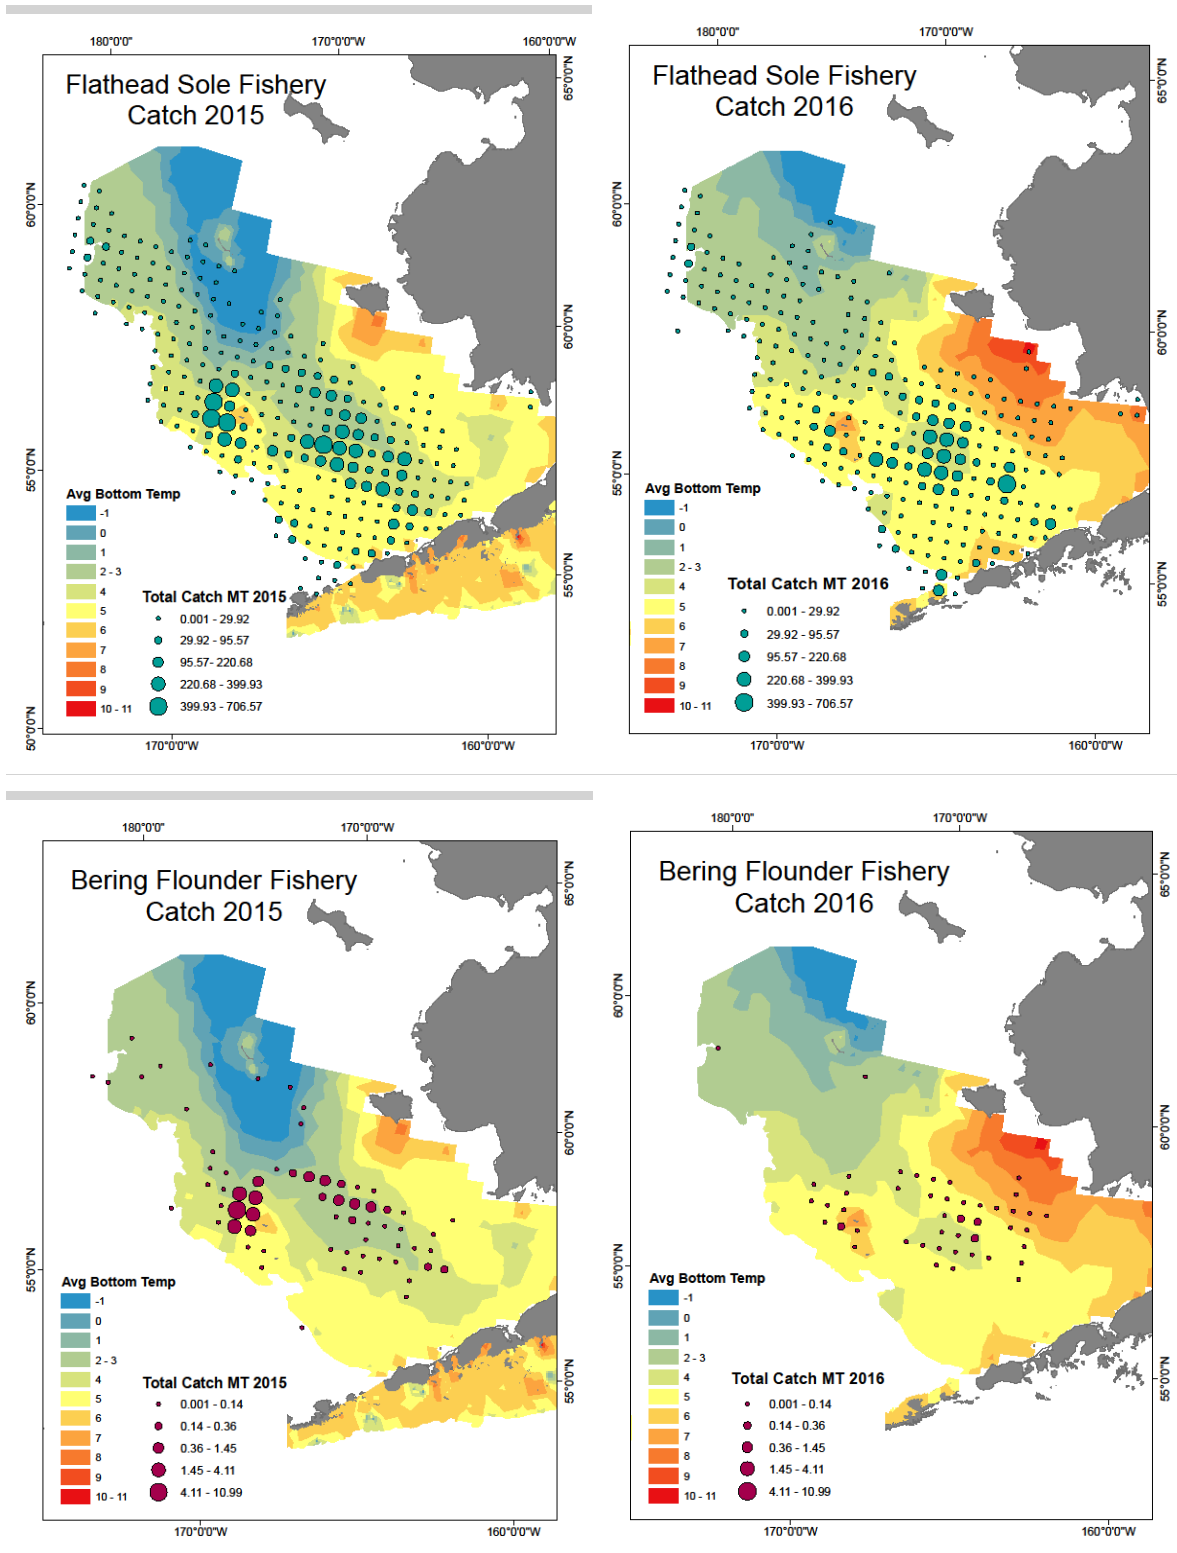 180°0'0"
170°0'0"W
160°0'0"W
Flathead Sole Fishery
Catch 2015
65°0'0"N
60°0'0"N
60°0'0"N
55°0'0"N
55°0'0"N
50°0'0"N
Avg Bottom Temp
-1
0
1
2 - 3
4
5
6
7
8
9
10 - 11
Total Catch MT 2015
0.001 - 29.92
29.92 - 95.57
95.57- 220.68
220.68 - 399.93
399.93 - 706.57
170°0'0"W
160°0'0"W
180°0'0"
170°0'0"W
Flathead Sole Fishery
Catch 2016
65°0'0"N
60°0'0"N
60°0'0"N
55°0'0"N
55°0'0"N
Avg Bottom Temp
-1
0
1
2 - 3
4
5
6
7
8
9
10 - 11
Total Catch MT 2016
0.001 - 29.92
29.92 - 95.57
95.57 - 220.68
220.68 - 399.93
399.93 - 706.57
170°0'0"W
160°0'0"W
180°0'0"
170°0'0"W
Bering Flounder Fishery
Catch 2015
65°0'0"N
60°0'0"N
60°0'0"N
55°0'0"N
55°0'0"N
Avg Bottom Temp
-1
0
1
2 - 3
4
5
6
7
8
9
10 - 11
Total Catch MT 2015
0.001 - 0.14
0.14 - 0.36
0.36 - 1.45
1.45 - 4.11
4.11 - 10.99
170°0'0"W
160°0'0"W
180°0'0"
170°0'0"W
Bering Flounder Fishery
Catch 2016
65°0'0"N
60°0'0"N
60°0'0"N
55°0'0"N
55°0'0"N
Avg Bottom Temp
-1
0
1
2 - 3
4
5
6
7
8
9
10 - 11
Total Catch MT 2016
0.001 - 0.14
0.14 - 0.36
0.36 - 1.45
1.45 - 4.11
4.11 - 10.99
170°0'0"W
160°0'0"W